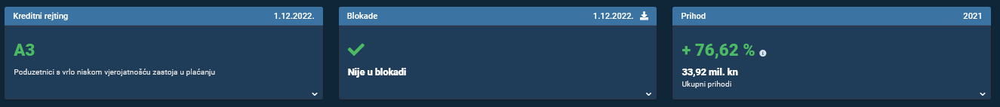 Kreditni rejting 1.12.2022.
A3
Poduzetnici s vrlo niskom vjerojatnošću zastoja u plaćanju
Blokade 1.12.2022.
Nije u blokadi
Prihod 2021
+ 76,62 %
33,92 mil. kn
Ukupni prihodi